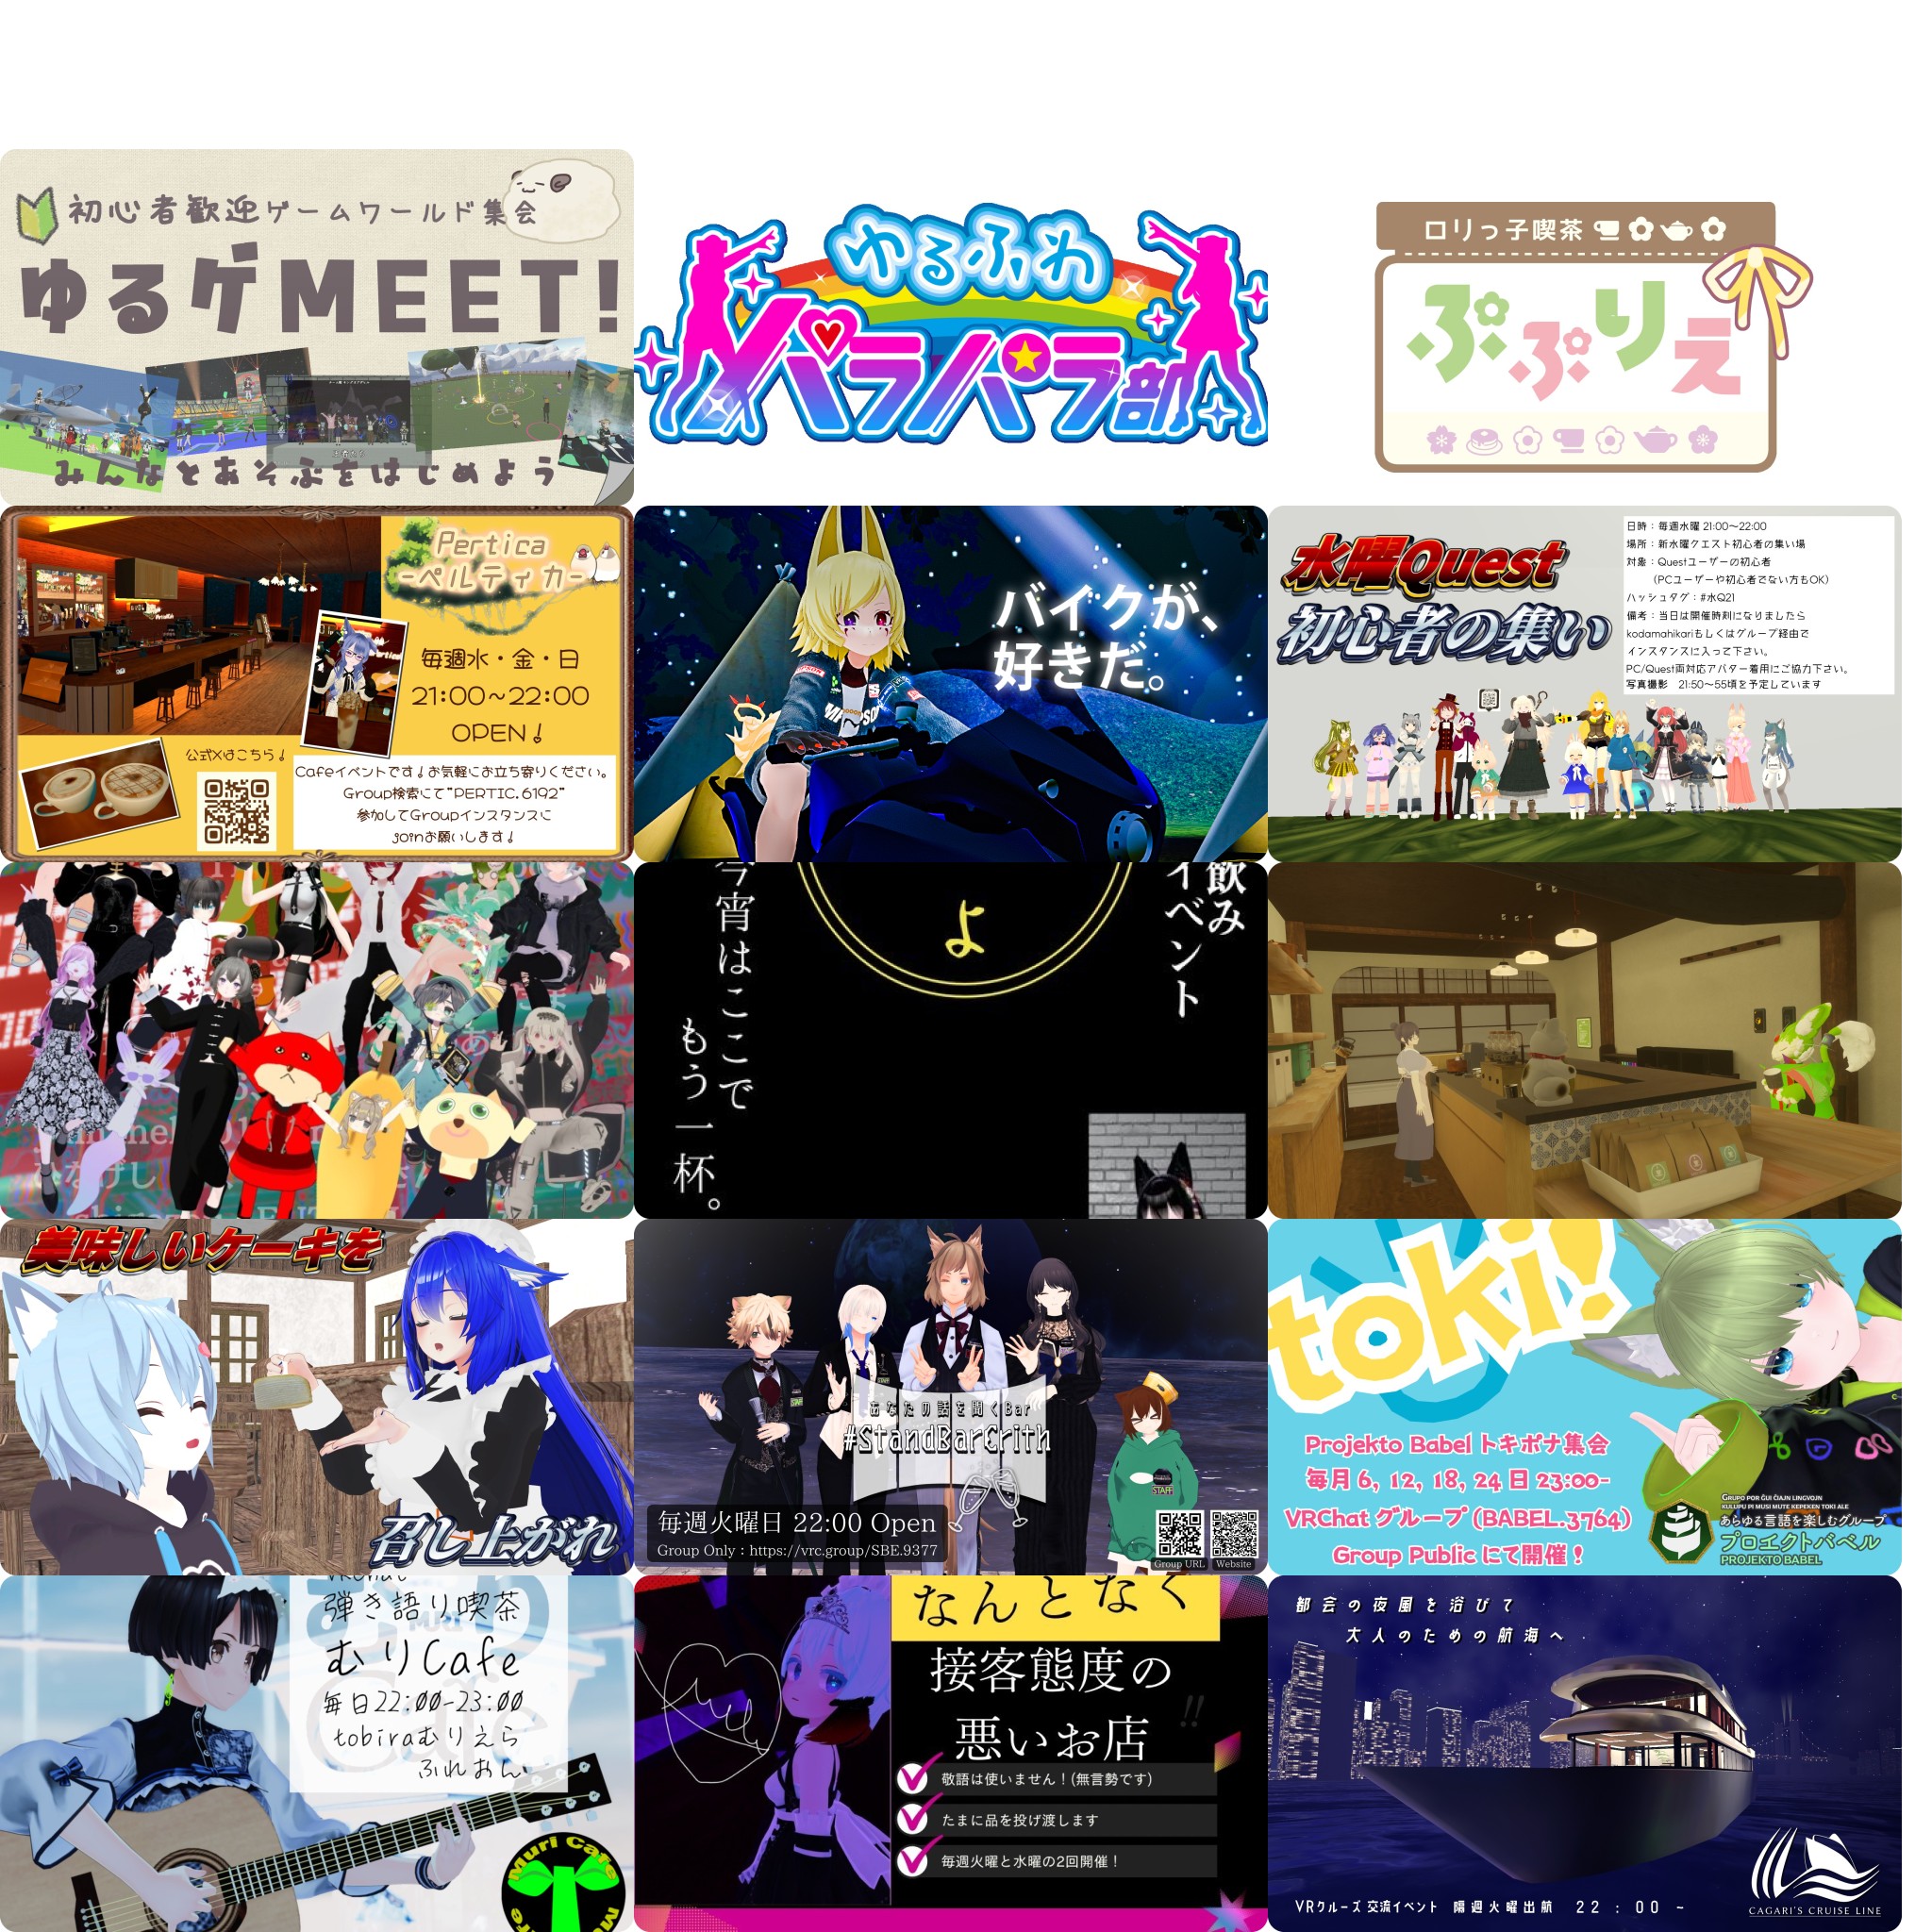 初心者歓迎ゲームワールド集会
ゆるゲMEET!
みんなとあそぶをはじめよう
ゆるふわ
パラパラ部
ロリっ子喫茶
ぷぷりえ
Pertica
-ペルティカ-
毎週水・金・日
21:00~22:00
OPEN!
公式Xはこちら!
Cafeイベントです!お気軽にお立ち寄りください。
Group検索にて"PERTIC.6192"
参加してGroupインスタンスに
joinお願いします!
バイクが、
好きだ。
水曜Quest
初心者の集い
日時：毎週水曜 21:00～22:00
場所：新水曜クエスト初心者の集い場
対象：Questユーザーの初心者
（PCユーザーや初心者でない方もOK）
ハッシュタグ：#水Q21
備考：当日は開催時刻になりましたら
kodamahikariもしくはグループ経由で
インスタンスに入って下さい。
PC/Quest両対応アバター着用にご協力下さい。
写真撮影 21:50～55頃を予定しています
飲み
イベント
よ
今宵はここで
もう一杯。
美味しいケーキを
召し上がれ
あなたの話を聞くBar
#StandBarCrith
毎週火曜日 22:00 Open
Group Only : https://vrc.group/SBE.9377
STAFF
Group URL
Website
toki!
Projekto Babel トキポナ集会
毎月 6, 12, 18, 24 日 23:00-
VRChat グループ (BABEL.3764)
Group Public にて開催！
GRUPO POR ĈIUJ ĈIAJN LINGVOJN
KULUPU PI MUSI MUTE KEPEKEN TOKI ALE
あらゆる言語を楽しむグループ
プロエクトバベル
PROJEKTO BABEL
VRChat
弾き語り喫茶
むりCafe
毎日22:00-23:00
tobiraむりえら
ふれおん
Muri Cafe
なんとなく
接客態度の
悪いお店
!!
敬語は使いません！(無言勢です)
たまに品を投げ渡します
毎週火曜と水曜の2回開催！
都会の夜風を浴びて
大人のための航海へ
VRクルーズ交流イベント 隔週火曜出航 22:00~
CAGARI'S CRUISE LINE